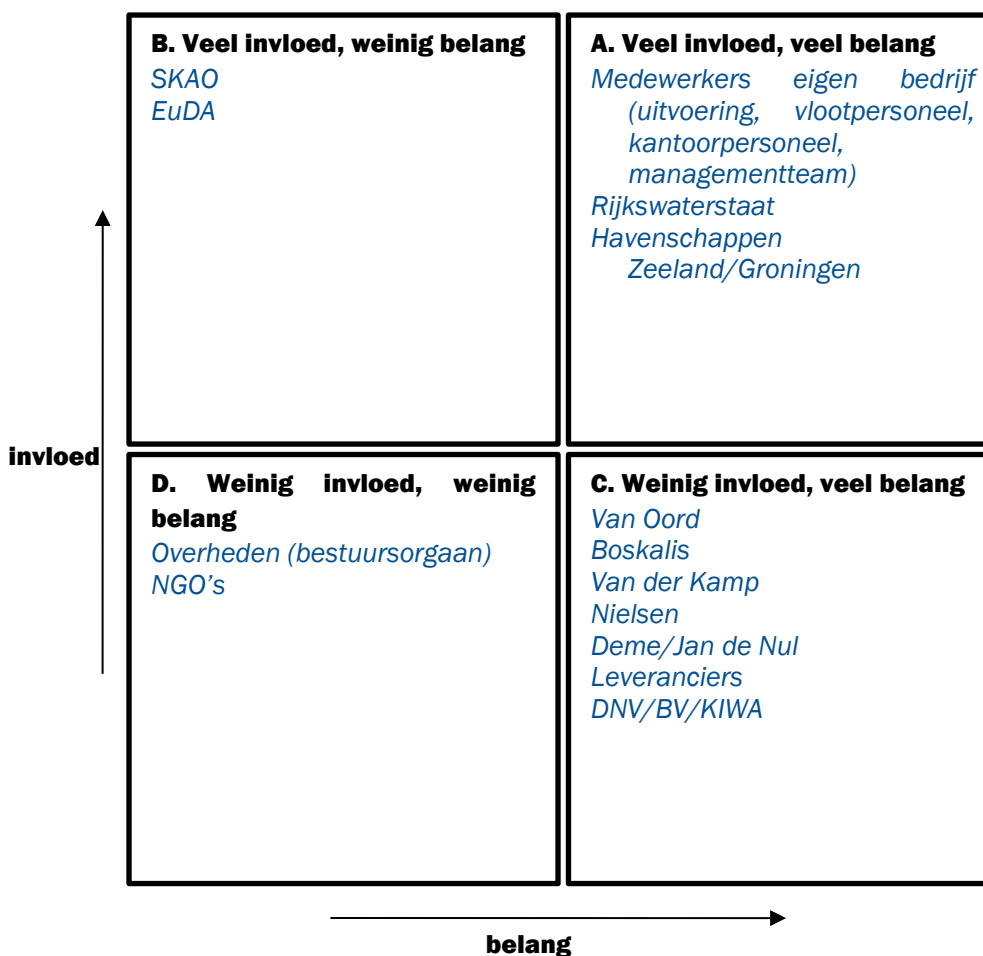 B. Veel invloed, weinig belang
SKAO
EuDA
A. Veel invloed, veel belang
Medewerkers eigen bedrijf
(uitvoering, vlootpersoneel,
kantoorpersoneel,
managementteam)
Rijkswaterstaat
Havenschappen
Zeeland/Groningen
invloed
D. Weinig invloed, weinig
belang
Overheden (bestuursorgaan)
NGO's
C. Weinig invloed, veel belang
Van Oord
Boskalis
Van der Kamp
Nielsen
Deme/Jan de Nul
Leveranciers
DNV/BV/KIWA
belang